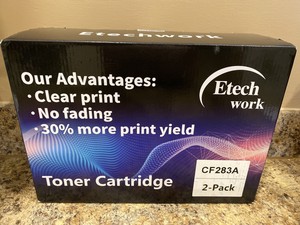 Etechwork
Our Advantages:
• Clear print
• No fading
• 30% more print yield
Etech
work
Toner Cartridge
CF283A
2-Pack